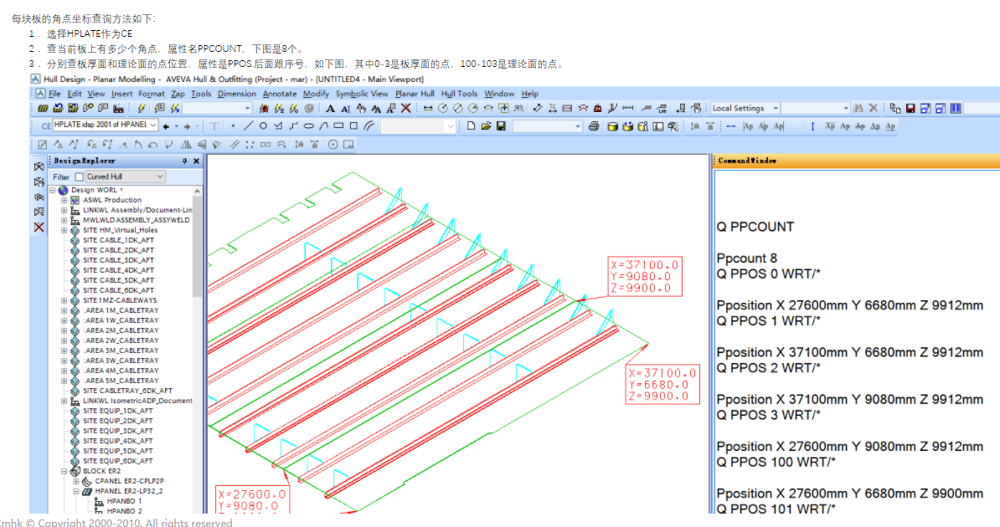 每块板的角点坐标查询方法如下：
1． 选择HPLATE作为CE
2． 查当前板上有多少个角点，属性名PPCOUNT，下图是8个。
3． 分别查板厚面和理论面的点位置，属性是PPOS.后面跟序号，如下图，其中0-3是板厚面的点，100-103是理论面的点。
Hull Design - Planar Modelling - AVEVA Hull & Outfitting (Project - mar) - [UNTITLED4 - Main Viewport]
File Edit View Insert Format Zap Tools Dimension Annotate Modify Symbolic View Planar Hull Hull Tools Window Help
Local Settings
CE HPLATE idsp 2001 of HPANEL
Design Explorer
CommandWindow
Filter Curved Hull
Design WORL *
ASWL Production
LINKWL Assembly/Document-Lin
MWLWLD ASSEMBLY_ASSYWELD
SITE HM_Virtual_Holes
SITE CABLE_1DK_AFT
SITE CABLE_2DK_AFT
SITE CABLE_3DK_AFT
SITE CABLE_4DK_AFT
SITE CABLE_5DK_AFT
SITE CABLE_6DK_AFT
SITE 1MZ-CABLEWAYS
:AREA 1M_CABLETRAY
:AREA 1W_CABLETRAY
:AREA 2M_CABLETRAY
:AREA 2W_CABLETRAY
:AREA 3M_CABLETRAY
:AREA 3W_CABLETRAY
:AREA 4M_CABLETRAY
:AREA 5M_CABLETRAY
SITE CABLETRAY_6DK_AFT
LINKWL IsometricADP_Document
SITE EQUIP_1DK_AFT
SITE EQUIP_2DK_AFT
SITE EQUIP_3DK_AFT
SITE EQUIP_4DK_AFT
SITE EQUIP_5DK_AFT
SITE EQUIP_6DK_AFT
BLOCK ER2
CPANEL ER2-CPLP2P
HPANEL ER2-LP32_2
HPANBO 1
HPANBO 2
X=37100.0
Y=9080.0
Z=9900.0
X=37100.0
Y=6680.0
Z=9900.0
X=27600.0
Y=9080.0
Q PPCOUNT
Ppcount 8
Q PPOS 0 WRT/*
Pposition X 27600mm Y 6680mm Z 9912mm
Q PPOS 1 WRT/*
Pposition X 37100mm Y 6680mm Z 9912mm
Q PPOS 2 WRT/*
Pposition X 37100mm Y 9080mm Z 9912mm
Q PPOS 3 WRT/*
Pposition X 27600mm Y 9080mm Z 9912mm
Q PPOS 100 WRT/*
Pposition X 27600mm Y 6680mm Z 9900mm
Q PPOS 101 WRT/*
Cmhk © Copyright 2000-2010. All rights reserved